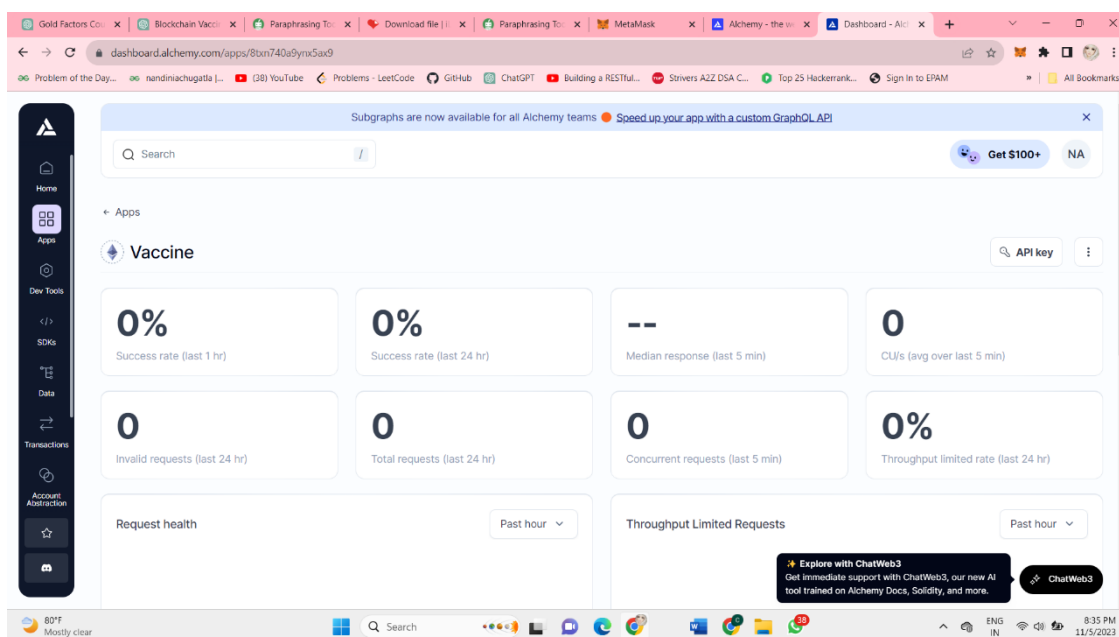 Gold Factors Cou
Blockchain Vaccin
Paraphrasing Too
Download file | i
Paraphrasing Too
MetaMask
Alchemy - the we
Dashboard - Alch
dashboard.alchemy.com/apps/8txn740a9ynx5ax9
Problem of the Day...
nandiniachugatla |...
(38) YouTube
Problems - LeetCode
GitHub
ChatGPT
Building a RESTful...
Strivers A2Z DSA C...
Top 25 Hackerrank...
Sign In to EPAM
»
All Bookmarks
Subgraphs are now available for all Alchemy teams Speed up your app with a custom GraphQL API
Search /
Get $100+
NA
Home
Apps
Dev Tools
SDKs
Data
Transactions
Account
Abstraction
← Apps
Vaccine
API key
0%
Success rate (last 1 hr)
0%
Success rate (last 24 hr)
--
Median response (last 5 min)
0
CU/s (avg over last 5 min)
0
Invalid requests (last 24 hr)
0
Total requests (last 24 hr)
0
Concurrent requests (last 5 min)
0%
Throughput limited rate (last 24 hr)
Request health
Past hour
Throughput Limited Requests
Past hour
Explore with ChatWeb3
Get immediate support with ChatWeb3, our new AI
tool trained on Alchemy Docs, Solidity, and more.
ChatWeb3
80°F
Mostly clear
Search
38
ENG
IN
8:35 PM
11/5/2023